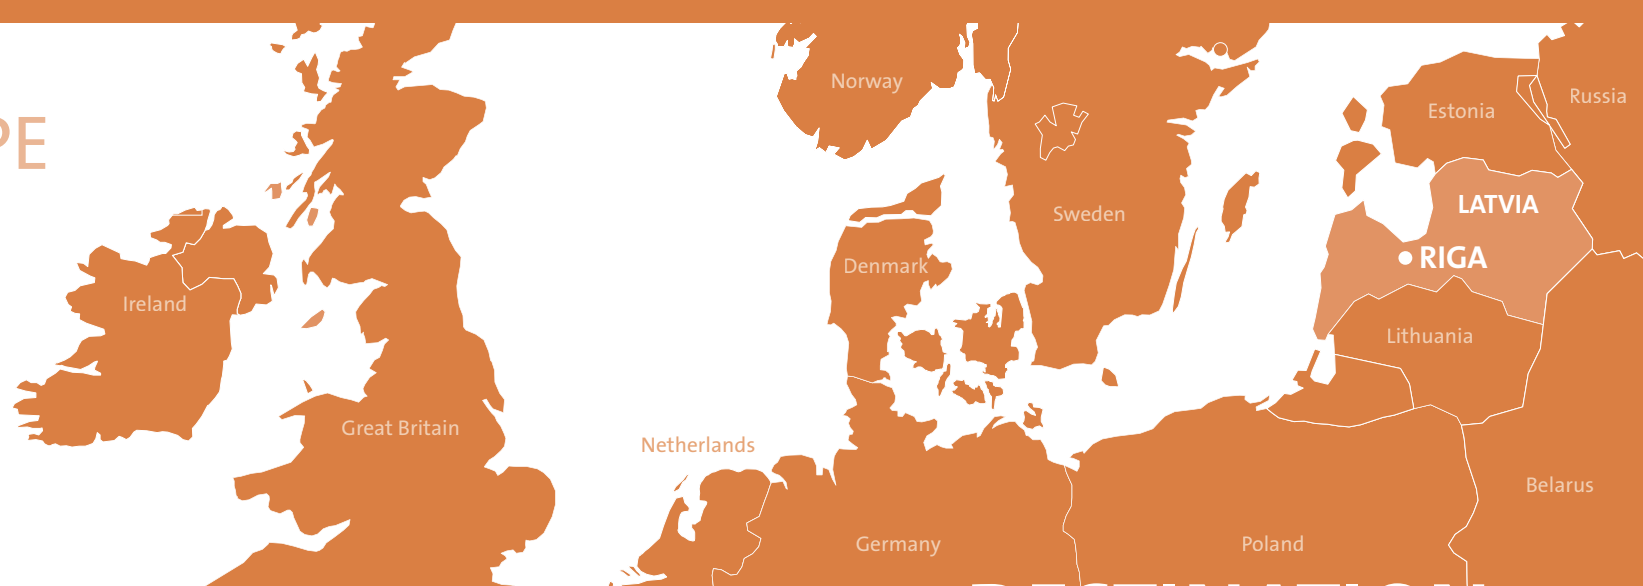 Norway
Russia
Estonia
PE
LATVIA
Sweden
RIGA
Denmark
Ireland
Lithuania
Great Britain
Netherlands
Belarus
Germany
Poland